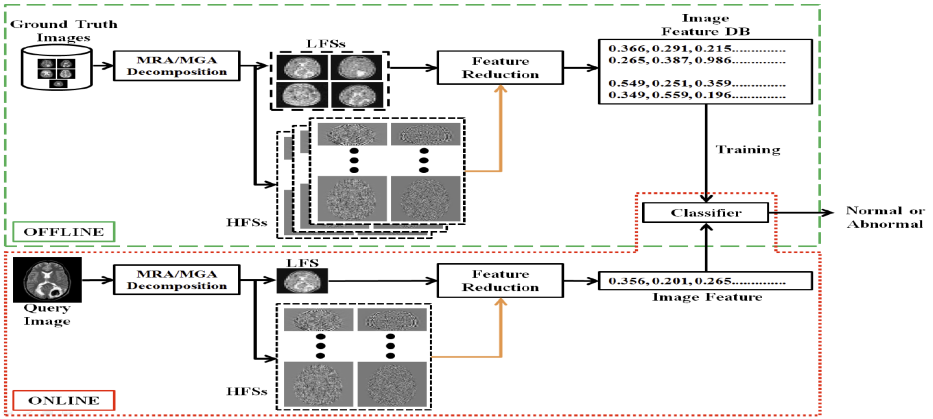 Ground Truth
Images
MRA/MGA
Decomposition
LFSs
Feature
Reduction
Image
Feature DB
0.366, 0.291, 0.215.............
0.265, 0.387, 0.986.............
0.549, 0.251, 0.359.............
0.349, 0.559, 0.196.............
Training
HFSs
OFFLINE
Classifier
Normal or
Abnormal
Query
Image
MRA/MGA
Decomposition
LFS
Feature
Reduction
0.356, 0.201, 0.265.............
Image Feature
HFSs
ONLINE